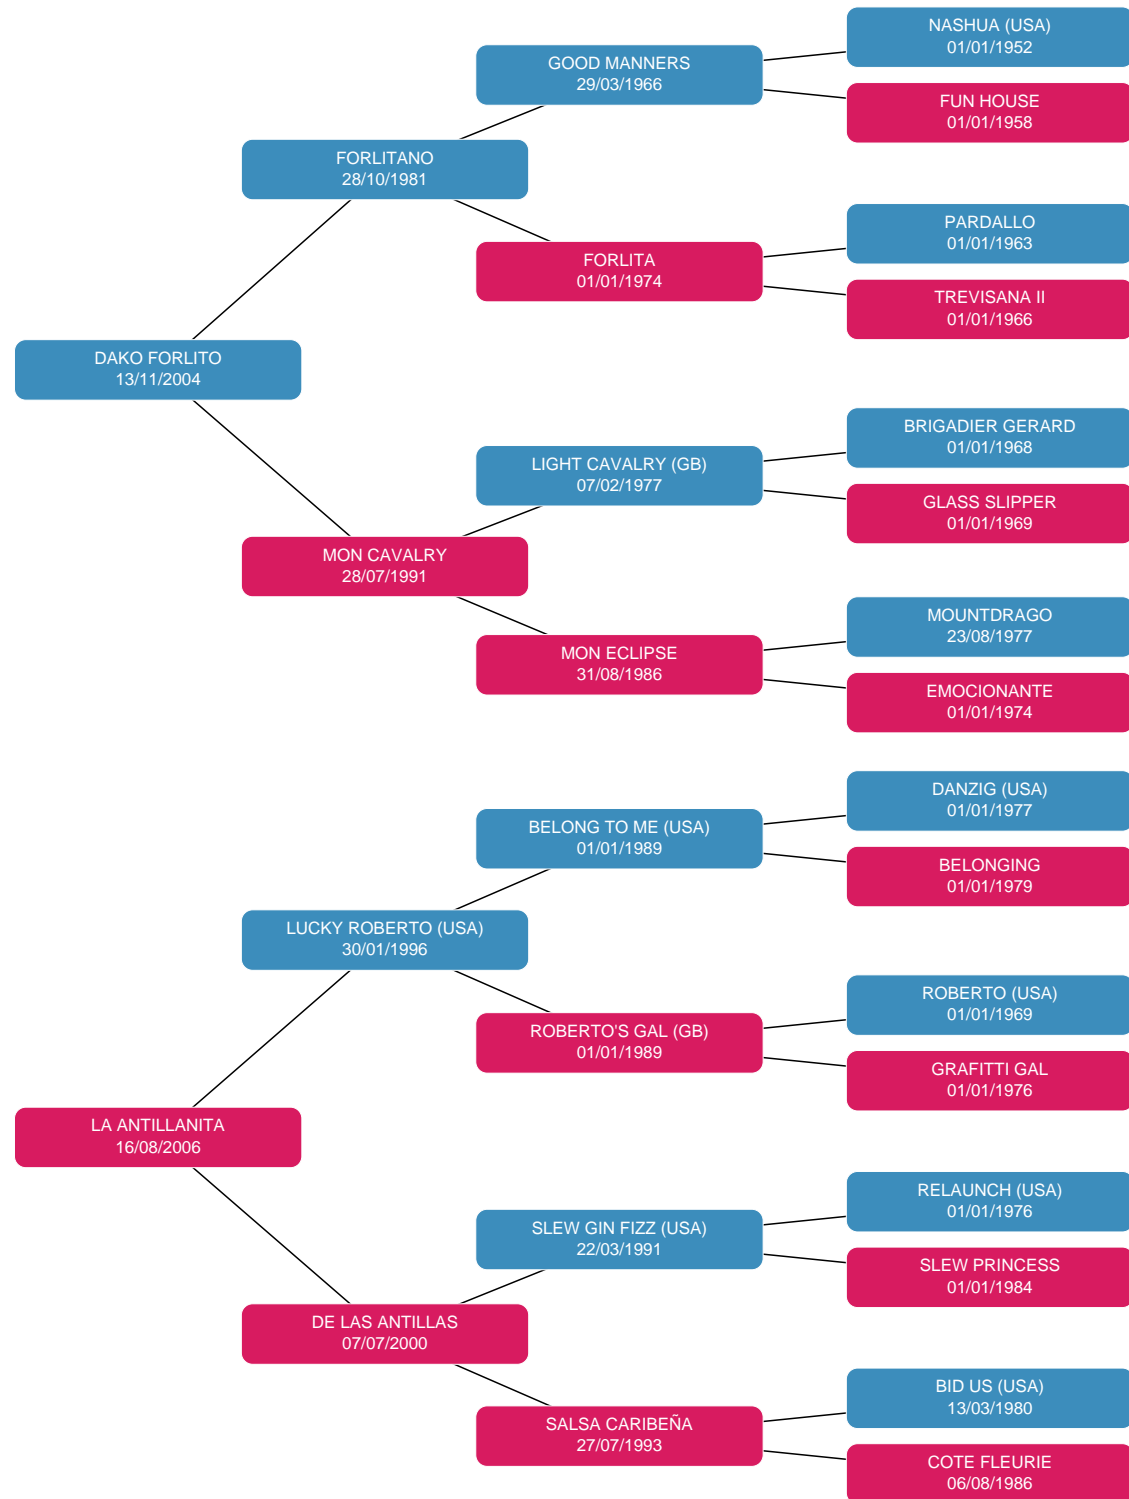 NASHUA (USA)
01/01/1952
GOOD MANNERS
29/03/1966
FUN HOUSE
01/01/1958
FORLITANO
28/10/1981
PARDALLO
01/01/1963
FORLITA
01/01/1974
TREVISANA II
01/01/1966
DAKO FORLITO
13/11/2004
BRIGADIER GERARD
01/01/1968
LIGHT CAVALRY (GB)
07/02/1977
GLASS SLIPPER
01/01/1969
MON CAVALRY
28/07/1991
MOUNTDRAGO
23/08/1977
MON ECLIPSE
31/08/1986
EMOCIONANTE
01/01/1974
DANZIG (USA)
01/01/1977
BELONG TO ME (USA)
01/01/1989
BELONGING
01/01/1979
LUCKY ROBERTO (USA)
30/01/1996
ROBERTO (USA)
01/01/1969
ROBERTO'S GAL (GB)
01/01/1989
GRAFITTI GAL
01/01/1976
LA ANTILLANITA
16/08/2006
RELAUNCH (USA)
01/01/1976
SLEW GIN FIZZ (USA)
22/03/1991
SLEW PRINCESS
01/01/1984
DE LAS ANTILLAS
07/07/2000
BID US (USA)
13/03/1980
SALSA CARIBEÑA
27/07/1993
COTE FLEURIE
06/08/1986